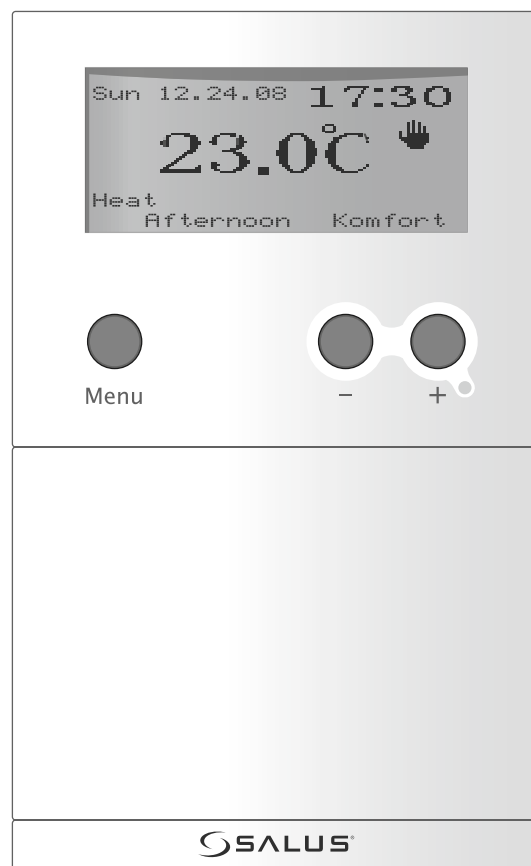 Sun 12.24.08 17:30
23.0°C
Heat
Afternoon Komfort
Menu - +
SALUS®